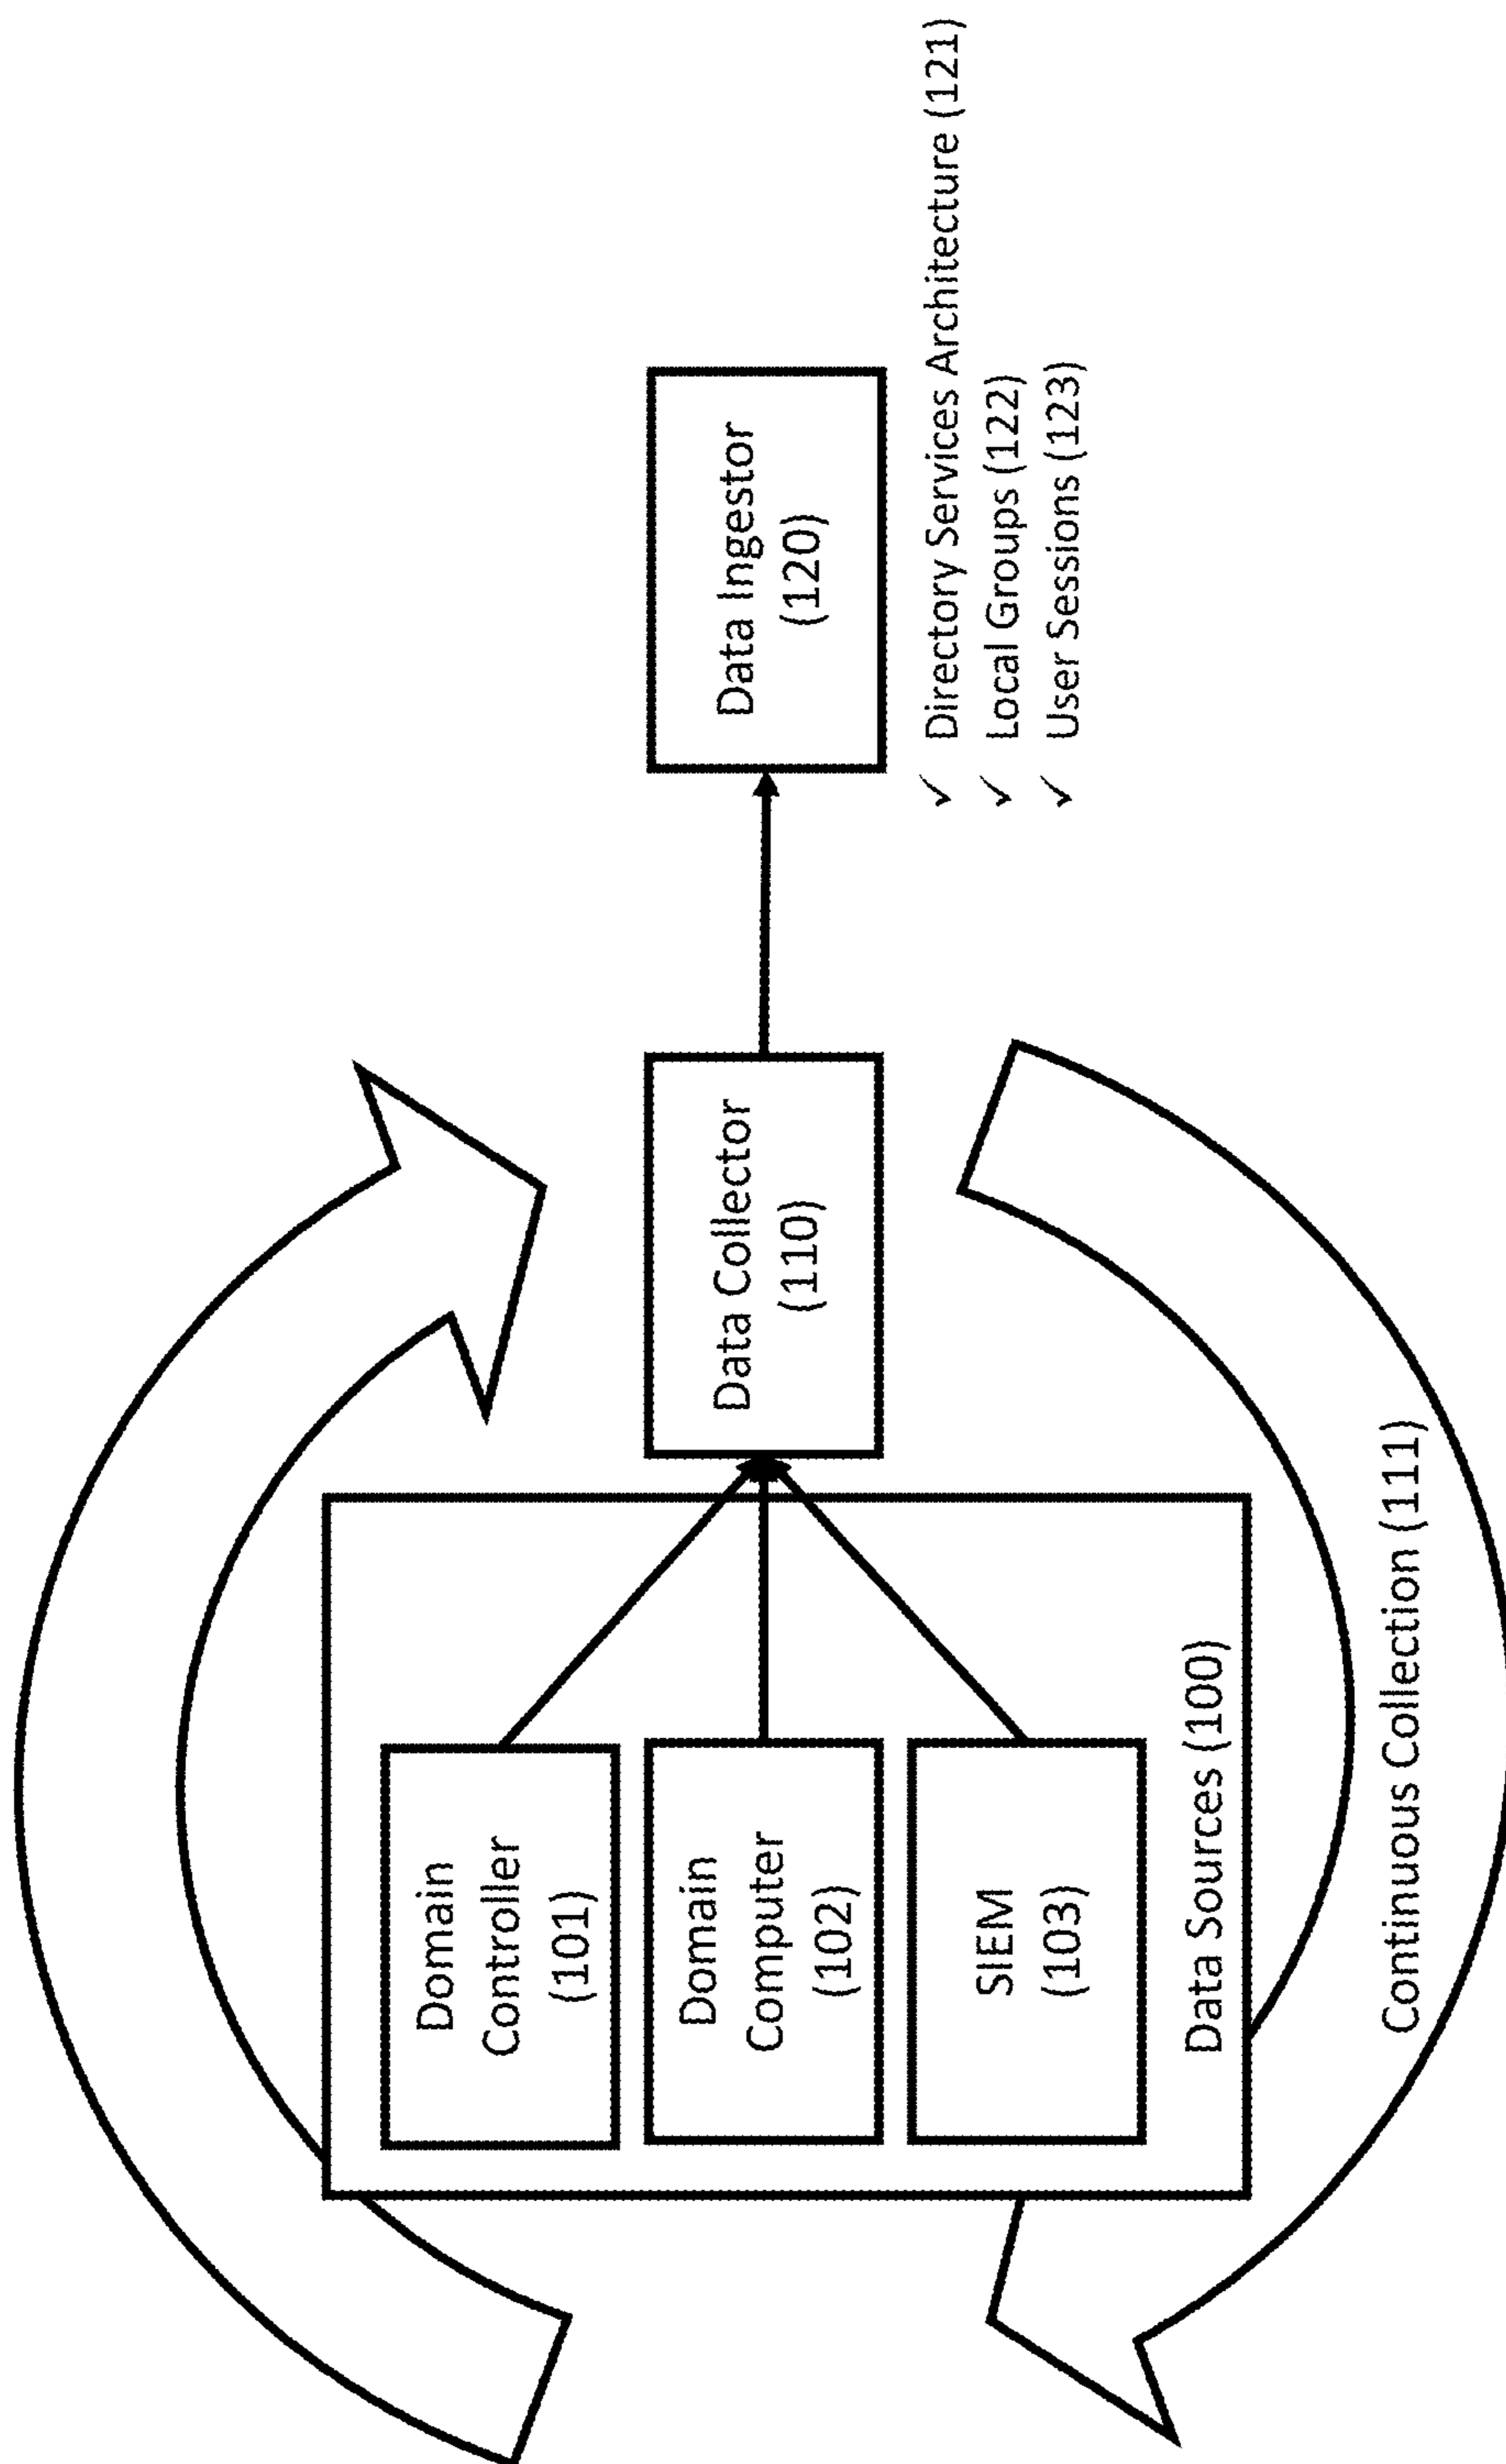 Domain
Controller
(101)
Domain
Computer
(102)
SIEM
(103)
Data Sources (100)
Continuous Collection (111)
Data Collector
(110)
Data Ingestor
(120)
✓ Directory Services Architecture (121)
✓ Local Groups (122)
✓ User Sessions (123)